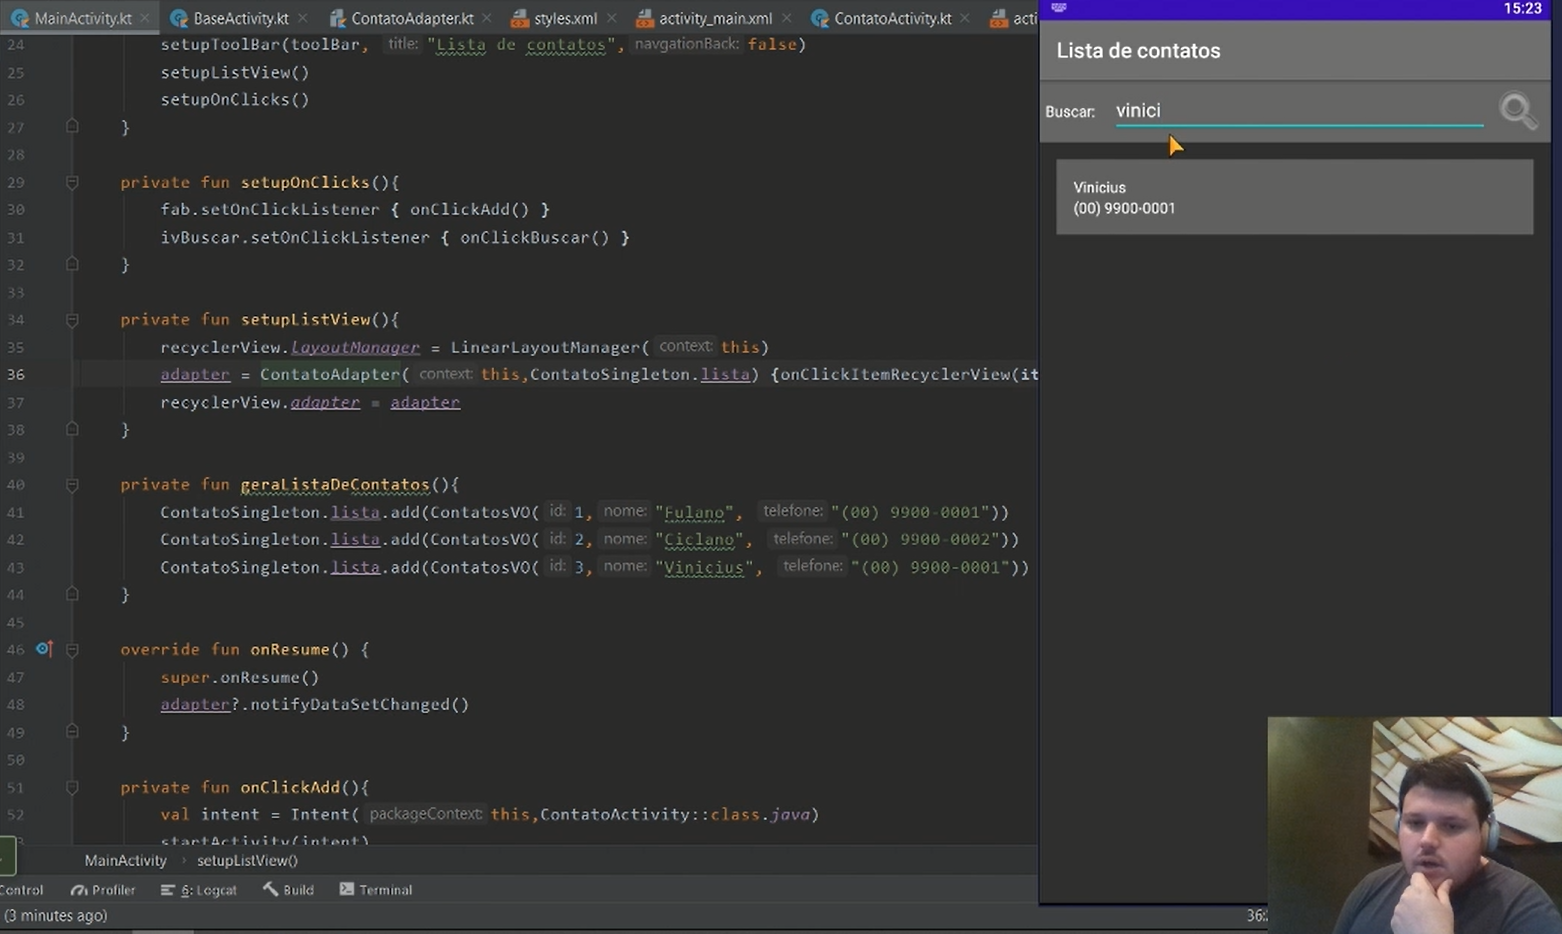 MainActivity.kt
BaseActivity.kt
ContatoAdapter.kt
styles.xml
activity_main.xml
ContatoActivity.kt
acti
24 setupToolBar(toolBar, title: "Lista de contatos", navgationBack: false)
25 setupListView()
26 setupOnClicks()
27 }
28
29 private fun setupOnClicks(){
30 fab.setOnClickListener { onClickAdd() }
31 ivBuscar.setOnClickListener { onClickBuscar() }
32 }
33
34 private fun setupListView(){
35 recyclerView.layoutManager = LinearLayoutManager( context: this)
36 adapter = ContatoAdapter( context: this,ContatoSingleton.lista) {onClickItemRecyclerView(it
37 recyclerView.adapter = adapter
38 }
39
40 private fun geraListaDeContatos(){
41 ContatoSingleton.lista.add(ContatosVO( id: 1, nome: "Fulano", telefone: "(00) 9900-0001"))
42 ContatoSingleton.lista.add(ContatosVO( id: 2, nome: "Ciclano", telefone: "(00) 9900-0002"))
43 ContatoSingleton.lista.add(ContatosVO( id: 3, nome: "Vinicius", telefone: "(00) 9900-0001"))
44 }
45
46 override fun onResume() {
47 super.onResume()
48 adapter?.notifyDataSetChanged()
49 }
50
51 private fun onClickAdd(){
52 val intent = Intent( packageContext: this,ContatoActivity::class.java)
startActivity(intent)
MainActivity › setupListView()
Control
Profiler
6: Logcat
Build
Terminal
(3 minutes ago)
36:
15:23
Lista de contatos
Buscar: vinici
Vinicius
(00) 9900-0001